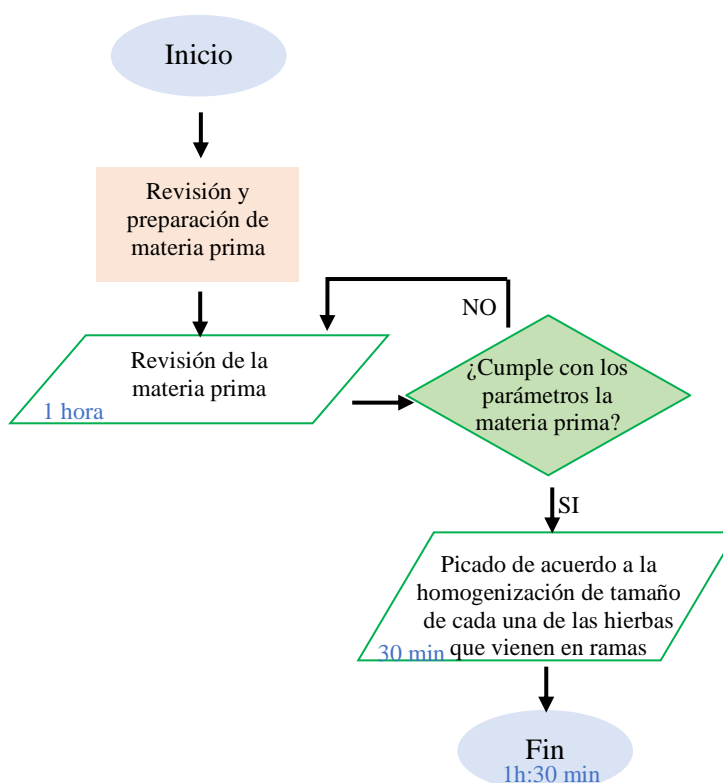 Inicio
Revisión y
preparación de
materia prima
NO
Revisión de la
materia prima
1 hora
¿Cumple con los
parámetros la
materia prima?
SI
Picado de acuerdo a la
homogenización de tamaño
de cada una de las hierbas
30 min que vienen en ramas
Fin
1h:30 min